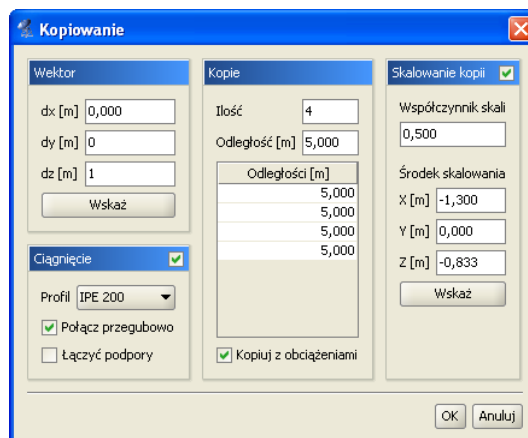 Kopiowanie
Wektor
dx [m] 0,000
dy [m] 0
dz [m] 1
Wskaż
Ciągnięcie
Profil IPE 200
Połącz przegubowo
Łączyć podpory
Kopie
Ilość 4
Odległość [m] 5,000
Odległości [m]
5,000
5,000
5,000
5,000
Kopiuj z obciążeniami
Skalowanie kopii
Współczynnik skali
0,500
Środek skalowania
X [m] -1,300
Y [m] 0,000
Z [m] -0,833
Wskaż
OK Anuluj